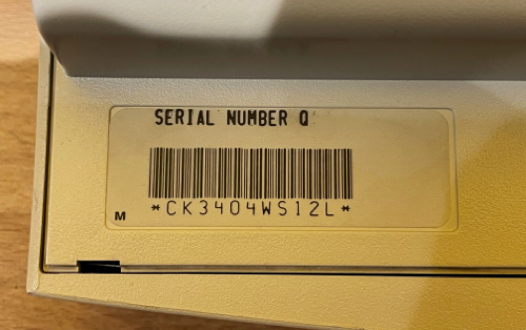 SERIAL NUMBER Q
*CK3404WS12L*
M